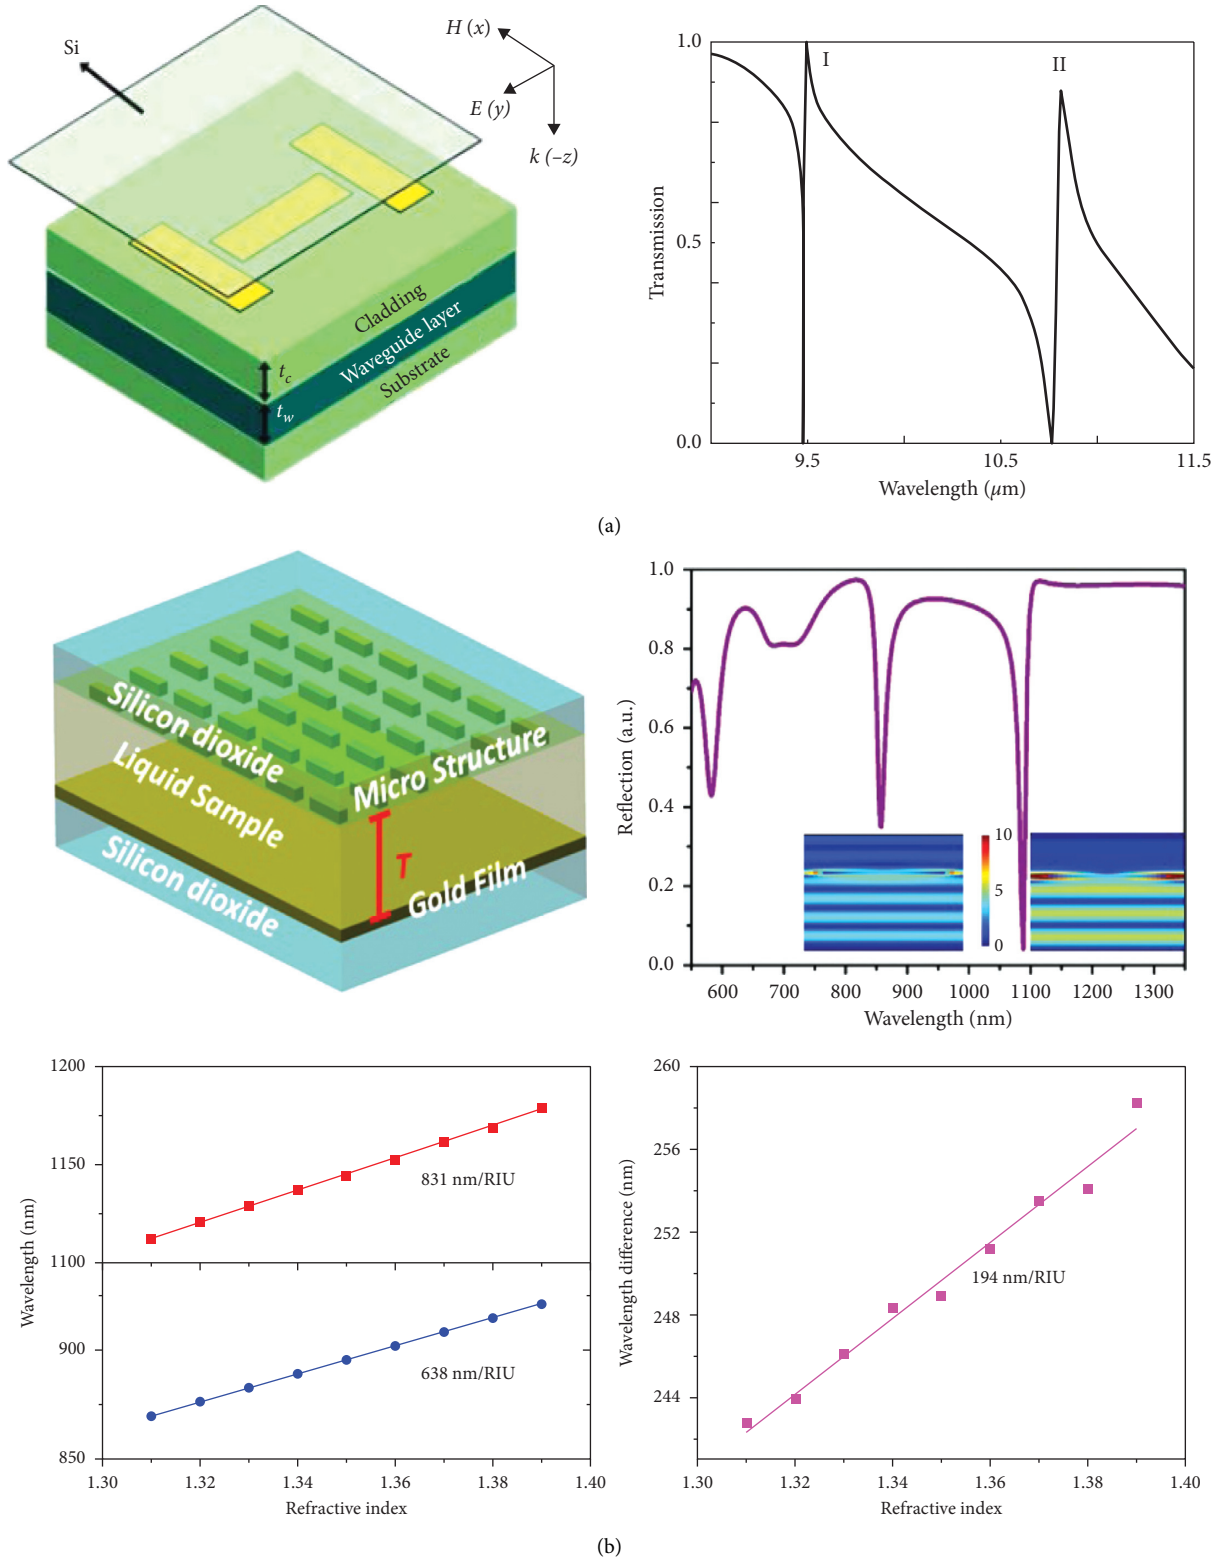 Si
H (x)
E (y)
k (–z)
Cladding
Waveguide layer
Substrate
t_c
t_w
1.0
0.5
0.0
Transmission
I
II
9.5 10.5 11.5
Wavelength (μm)
(a)
Silicon dioxide
Liquid Sample
Silicon dioxide
Micro Structure
T
Gold Film
1.0
0.8
0.6
0.4
0.2
0.0
Reflection (a.u.)
10
5
0
600 700 800 900 1000 1100 1200 1300
Wavelength (nm)
1200
1150
1100
900
850
Wavelength (nm)
831 nm/RIU
638 nm/RIU
1.30 1.32 1.34 1.36 1.38 1.40
Refractive index
260
256
252
248
244
Wavelength difference (nm)
194 nm/RIU
1.30 1.32 1.34 1.36 1.38 1.40
Refractive index
(b)